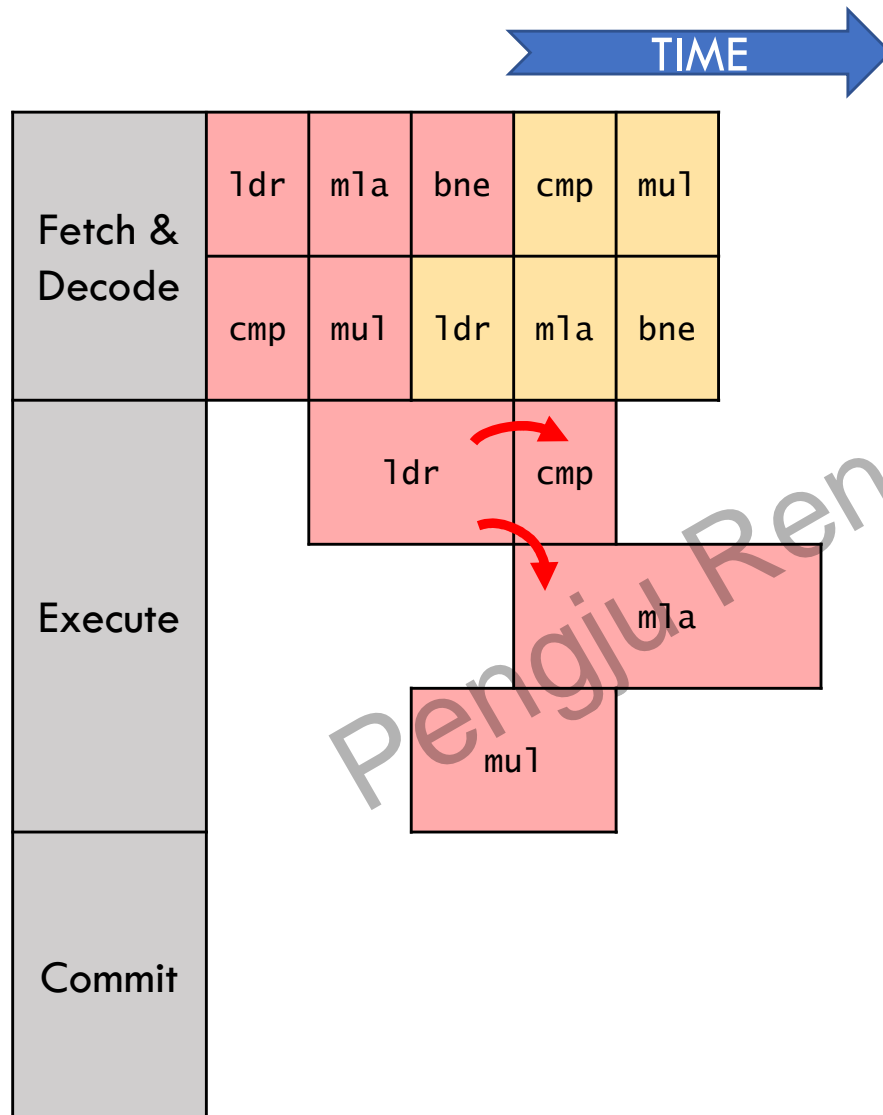 TIME
ldr mla bne cmp mul
Fetch &
Decode
cmp mul ldr mla bne
ldr cmp
Execute
mla
mul
Commit
Pengju Ren